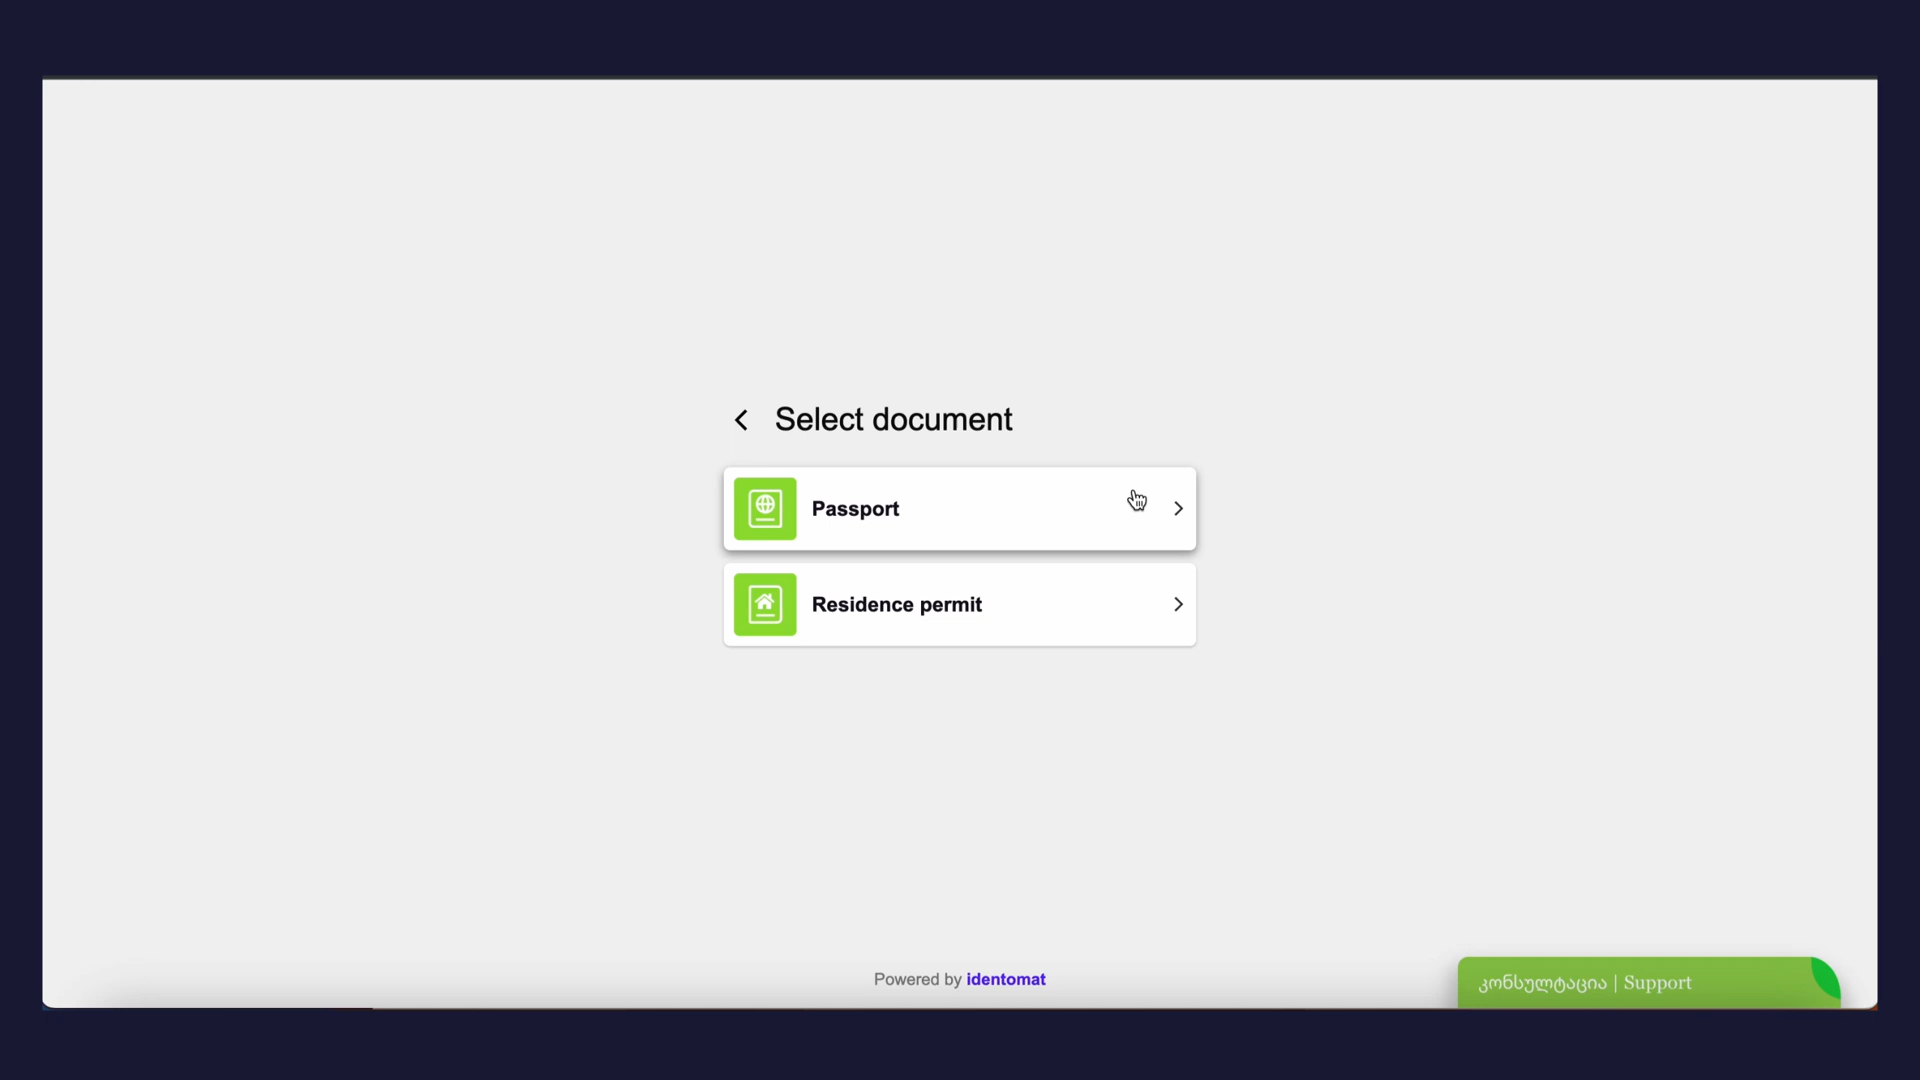 Select document
Passport
Residence permit
Powered by identomat
კონსულტაცია | Support